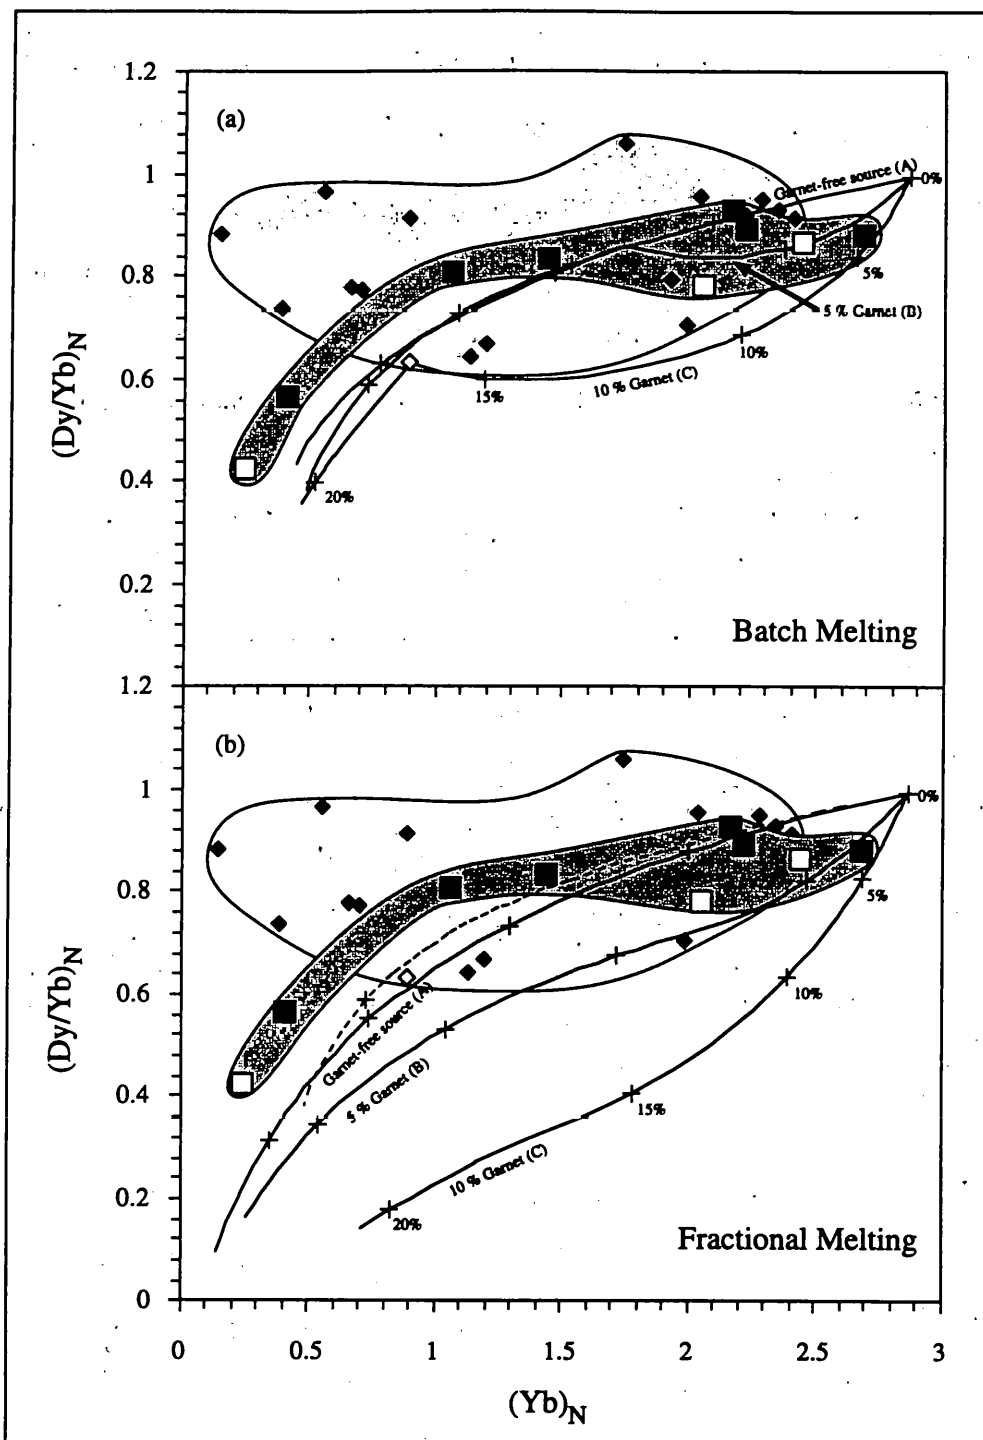 1.2
(a)
1
0.8
0.6
0.4
0.2
(Dy/Yb)N
Garnet-free source (A)
0%
5%
5 % Garnet (B)
10%
10 % Garnet (C)
15%
20%
Batch Melting
1.2
(b)
1
0.8
0.6
0.4
0.2
0
(Dy/Yb)N
0%
5%
10%
Garnet-free source (A)
5 % Garnet (B)
15%
10 % Garnet (C)
20%
Fractional Melting
0
0.5
1
1.5
2
2.5
3
(Yb)N